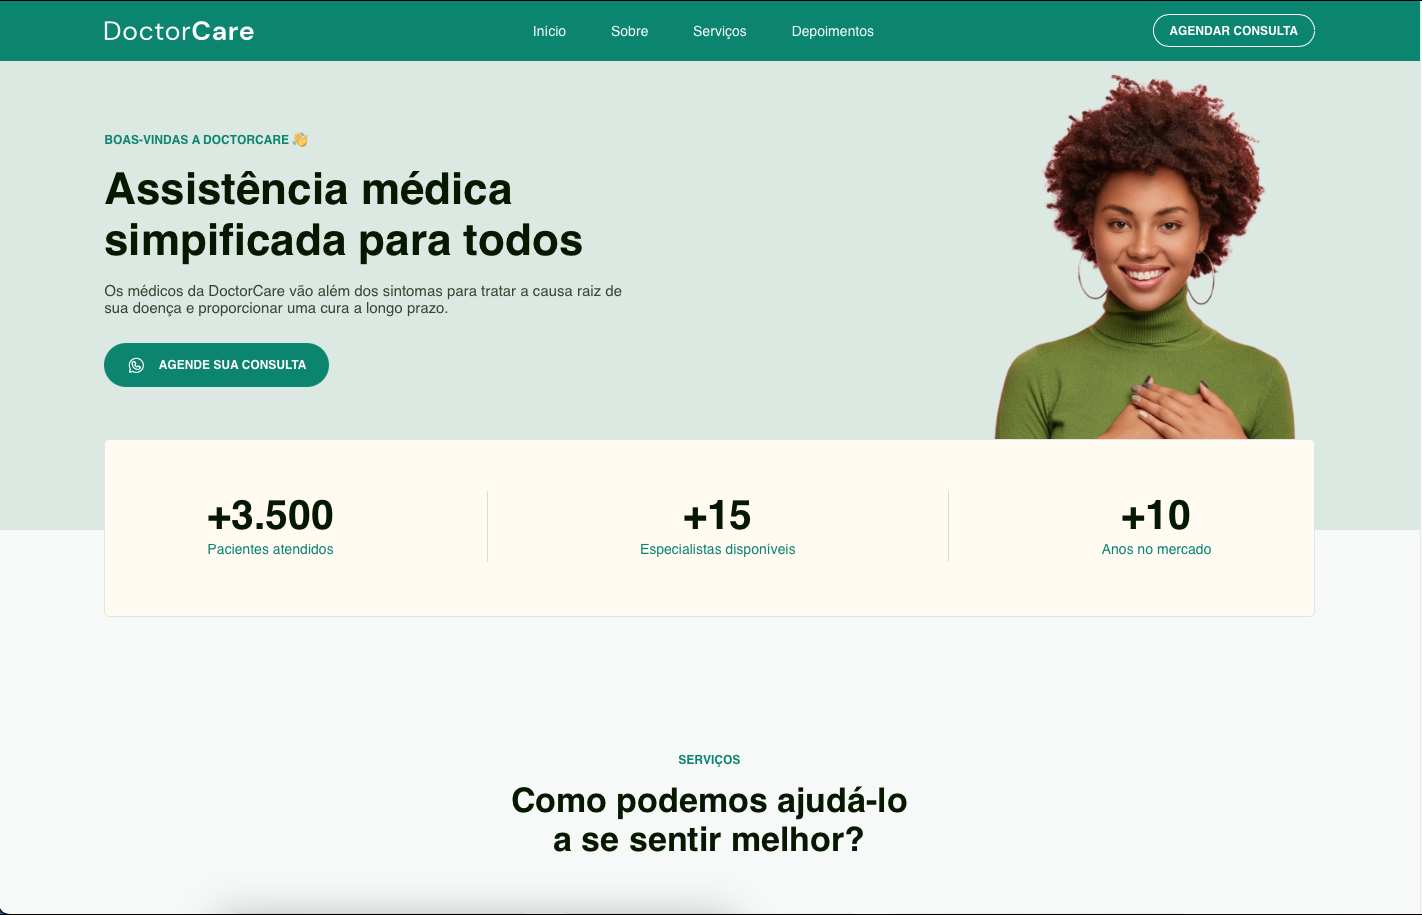 DoctorCare
Início
Sobre
Serviços
Depoimentos
AGENDAR CONSULTA
BOAS-VINDAS A DOCTORCARE 👋
Assistência médica
simpificada para todos
Os médicos da DoctorCare vão além dos sintomas para tratar a causa raiz de
sua doença e proporcionar uma cura a longo prazo.
AGENDE SUA CONSULTA
+3.500
Pacientes atendidos
+15
Especialistas disponíveis
+10
Anos no mercado
SERVIÇOS
Como podemos ajudá-lo
a se sentir melhor?